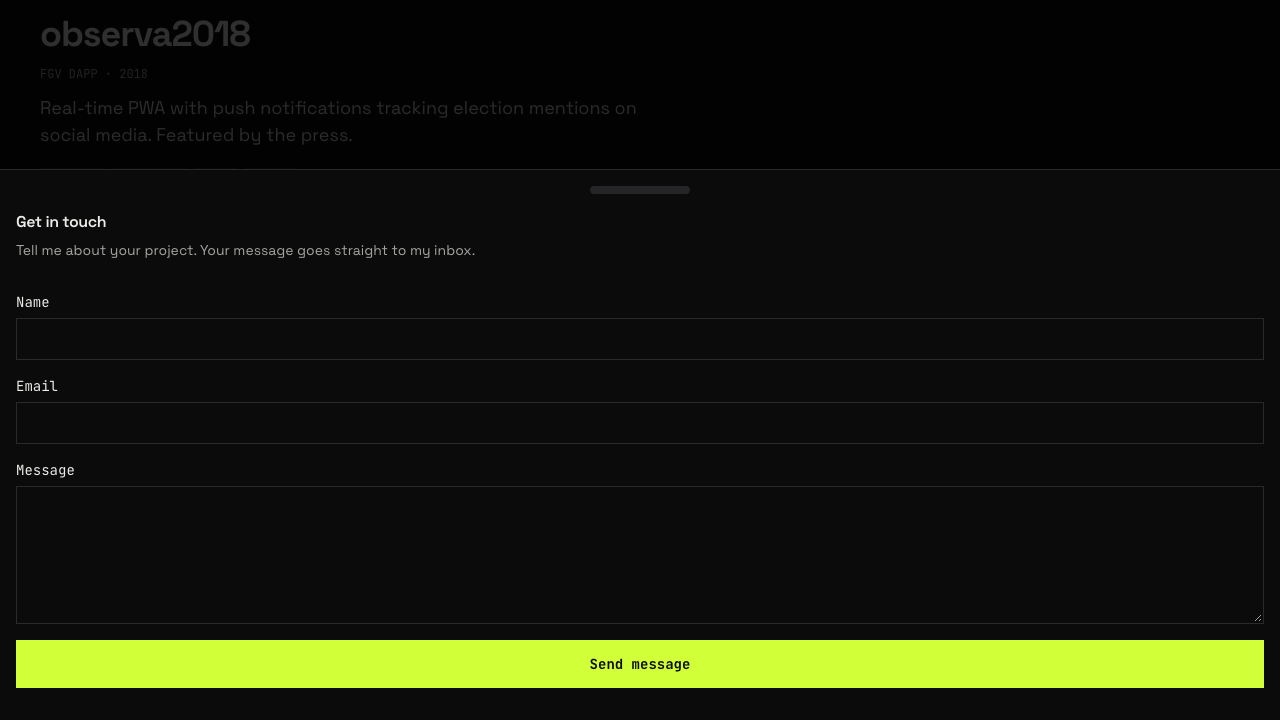 observa2018
FGV DAPP · 2018
Real-time PWA with push notifications tracking election mentions on
social media. Featured by the press.
Get in touch
Tell me about your project. Your message goes straight to my inbox.
Name
Email
Message
Send message